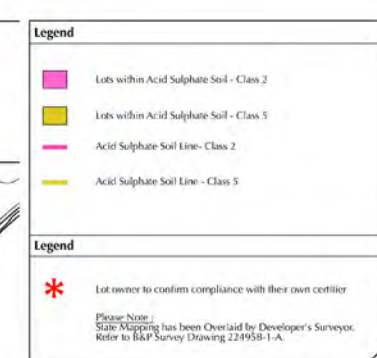 Legend
Lots within Acid Sulphate Soil - Class 2
Lots within Acid Sulphate Soil - Class 5
Acid Sulphate Soil Line- Class 2
Acid Sulphate Soil Line - Class 5
Legend
* Lot owner to confirm compliance with their own certifier
Please Note :
State Mapping has been Overlaid by Developer's Surveyor.
Refer to B&P Survey Drawing 224958-1-A.